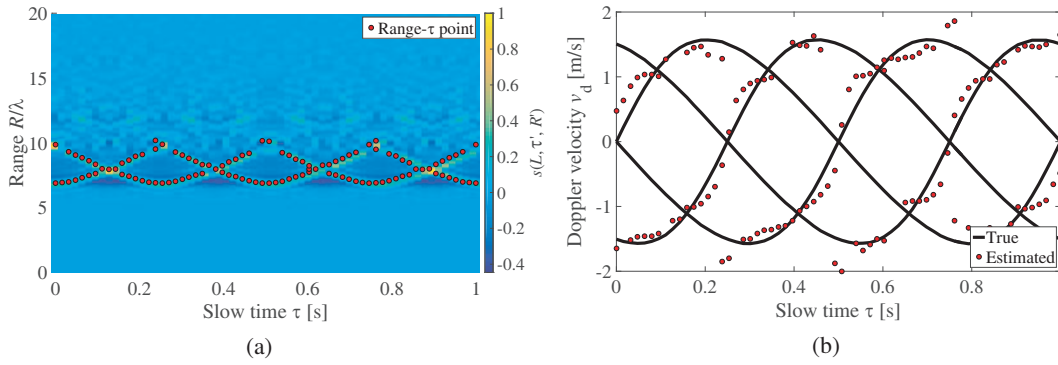 20
15
10
5
0
Range R/λ
0
0.2
0.4
0.6
0.8
1
Slow time τ [s]
Range-τ point
1
0.8
0.6
0.4
0.2
0
-0.4
s(L, τ', R')
(a)
2
1
0
-1
-2
Doppler velocity v_d [m/s]
0
0.2
0.4
0.6
0.8
Slow time τ [s]
True
Estimated
(b)